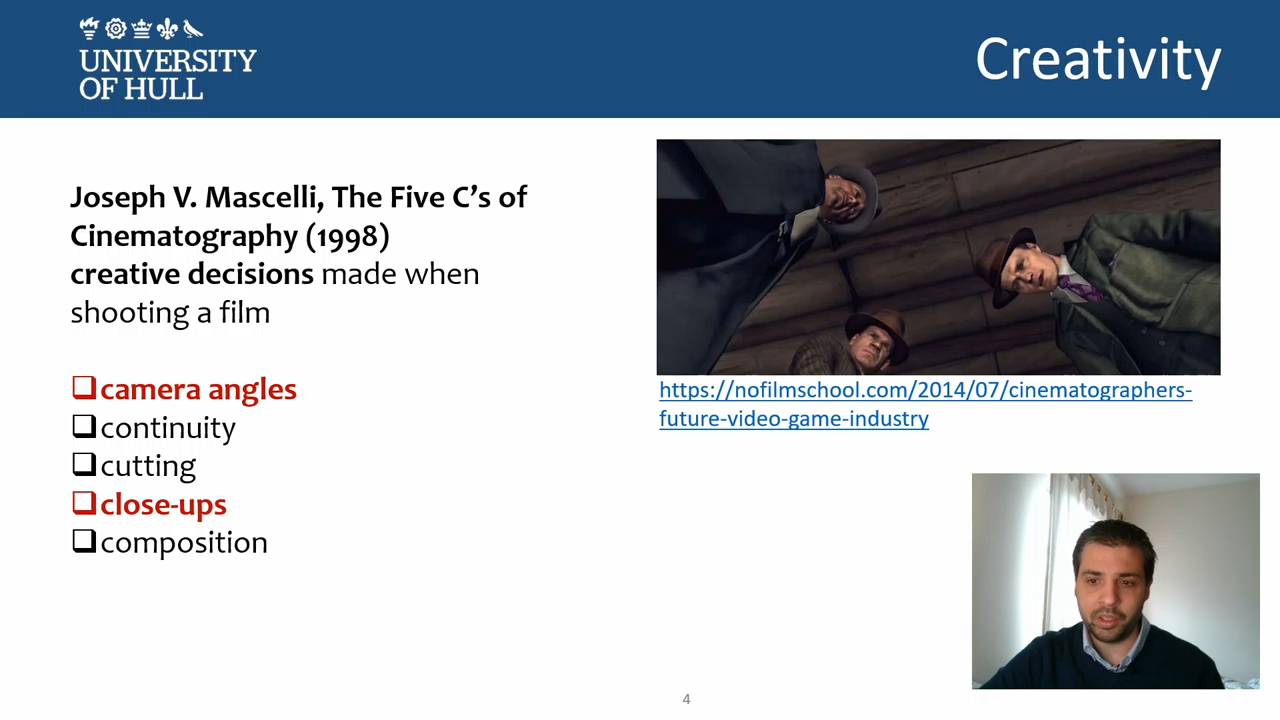 UNIVERSITY
OF HULL
Creativity
Joseph V. Mascelli, The Five C’s of
Cinematography (1998)
creative decisions made when
shooting a film
❑camera angles
❑continuity
❑cutting
❑close-ups
❑composition
https://nofilmschool.com/2014/07/cinematographers-
future-video-game-industry
4